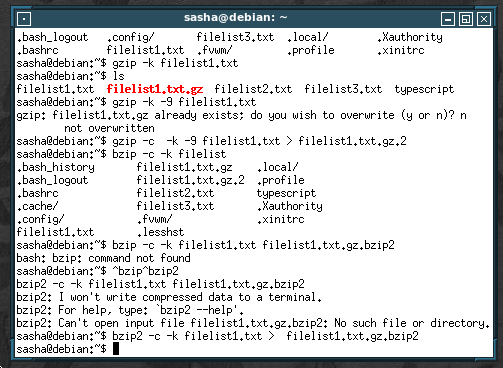 sasha@debian: ~
.bash_logout .config/ filelist3.txt .local/ .Xauthority
.bashrc filelist1.txt .fvwm/ .profile .xinitrc
sasha@debian:~$ gzip -k filelist1.txt
sasha@debian:~$ ls
filelist1.txt filelist1.txt.gz filelist2.txt filelist3.txt typescript
sasha@debian:~$ gzip -k -9 filelist1.txt
gzip: filelist1.txt.gz already exists; do you wish to overwrite (y or n)? n
not overwritten
sasha@debian:~$ gzip -c -k -9 filelist1.txt > filelist1.txt.gz.2
sasha@debian:~$ bzip -c -k filelist
.bash_history filelist1.txt.gz .local/
.bash_logout filelist1.txt.gz.2 .profile
.bashrc filelist2.txt typescript
.cache/ filelist3.txt .Xauthority
.config/ .fvwm/ .xinitrc
filelist1.txt .lesshst
sasha@debian:~$ bzip -c -k filelist1.txt filelist1.txt.gz.bzip2
bash: bzip: command not found
sasha@debian:~$ ^bzip^bzip2
bzip2 -c -k filelist1.txt filelist1.txt.gz.bzip2
bzip2: I won't write compressed data to a terminal.
bzip2: For help, type: `bzip2 --help'.
bzip2: Can't open input file filelist1.txt.gz.bzip2: No such file or directory.
sasha@debian:~$ bzip2 -c -k filelist1.txt > filelist1.txt.gz.bzip2
sasha@debian:~$